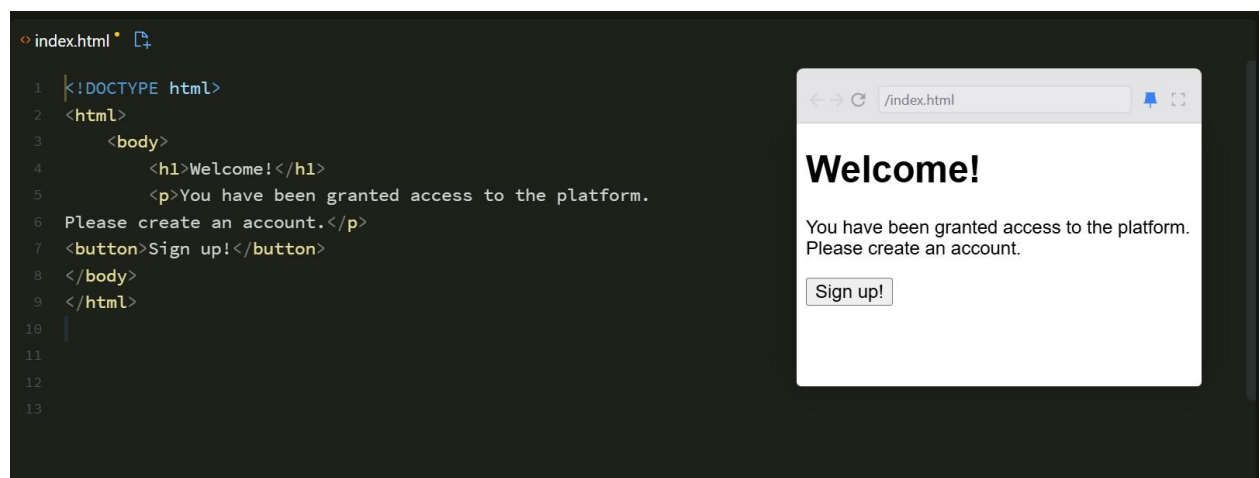 index.html
1 <!DOCTYPE html>
2 <html>
3 <body>
4 <h1>Welcome!</h1>
5 <p>You have been granted access to the platform.
6 Please create an account.</p>
7 <button>Sign up!</button>
8 </body>
9 </html>
10
11
12
13
/index.html
Welcome!
You have been granted access to the platform.
Please create an account.
Sign up!